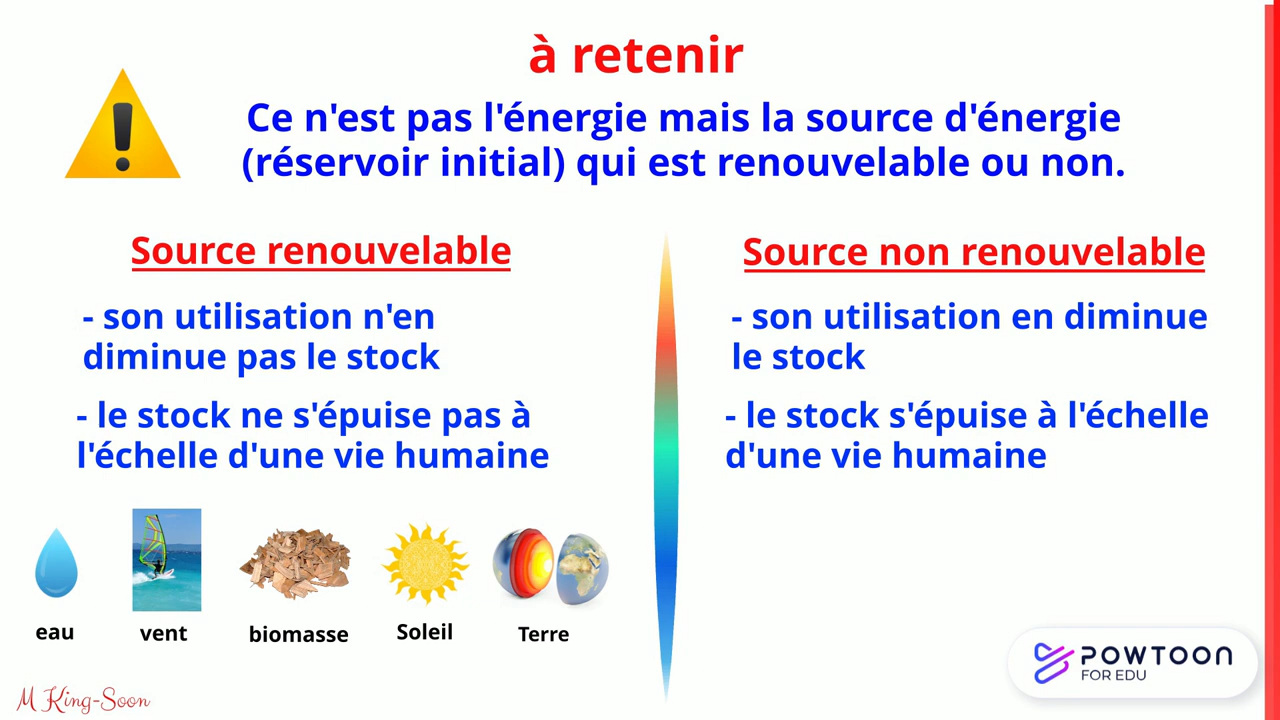 à retenir
Ce n'est pas l'énergie mais la source d'énergie
(réservoir initial) qui est renouvelable ou non.
Source renouvelable
- son utilisation n'en
diminue pas le stock
- le stock ne s'épuise pas à
l'échelle d'une vie humaine
eau
vent
biomasse
Soleil
Terre
M King-Soon
Source non renouvelable
- son utilisation en diminue
le stock
- le stock s'épuise à l'échelle
d'une vie humaine
POWTOON
FOR EDU